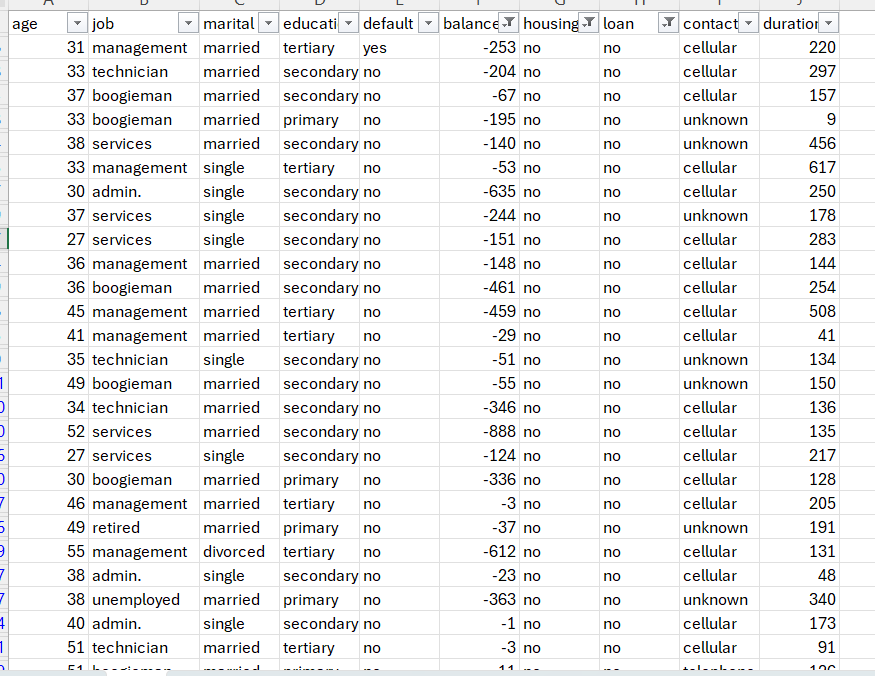 age job marital educati default balance housing loan contact duration
31 management married tertiary yes -253 no no cellular 220
33 technician married secondary no -204 no no cellular 297
37 boogieman married secondary no -67 no no cellular 157
33 boogieman married primary no -195 no no unknown 9
38 services married secondary no -140 no no unknown 456
33 management single tertiary no -53 no no cellular 617
30 admin. single secondary no -635 no no cellular 250
37 services single secondary no -244 no no unknown 178
27 services single secondary no -151 no no cellular 283
36 management married secondary no -148 no no cellular 144
36 boogieman married secondary no -461 no no cellular 254
45 management married tertiary no -459 no no cellular 508
41 management married tertiary no -29 no no cellular 41
35 technician single secondary no -51 no no unknown 134
49 boogieman married secondary no -55 no no unknown 150
34 technician married secondary no -346 no no cellular 136
52 services married secondary no -888 no no cellular 135
27 services single secondary no -124 no no cellular 217
30 boogieman married primary no -336 no no cellular 128
46 management married tertiary no -3 no no cellular 205
49 retired married primary no -37 no no unknown 191
55 management divorced tertiary no -612 no no cellular 131
38 admin. single secondary no -23 no no cellular 48
38 unemployed married primary no -363 no no unknown 340
40 admin. single secondary no -1 no no cellular 173
51 technician married tertiary no -3 no no cellular 91